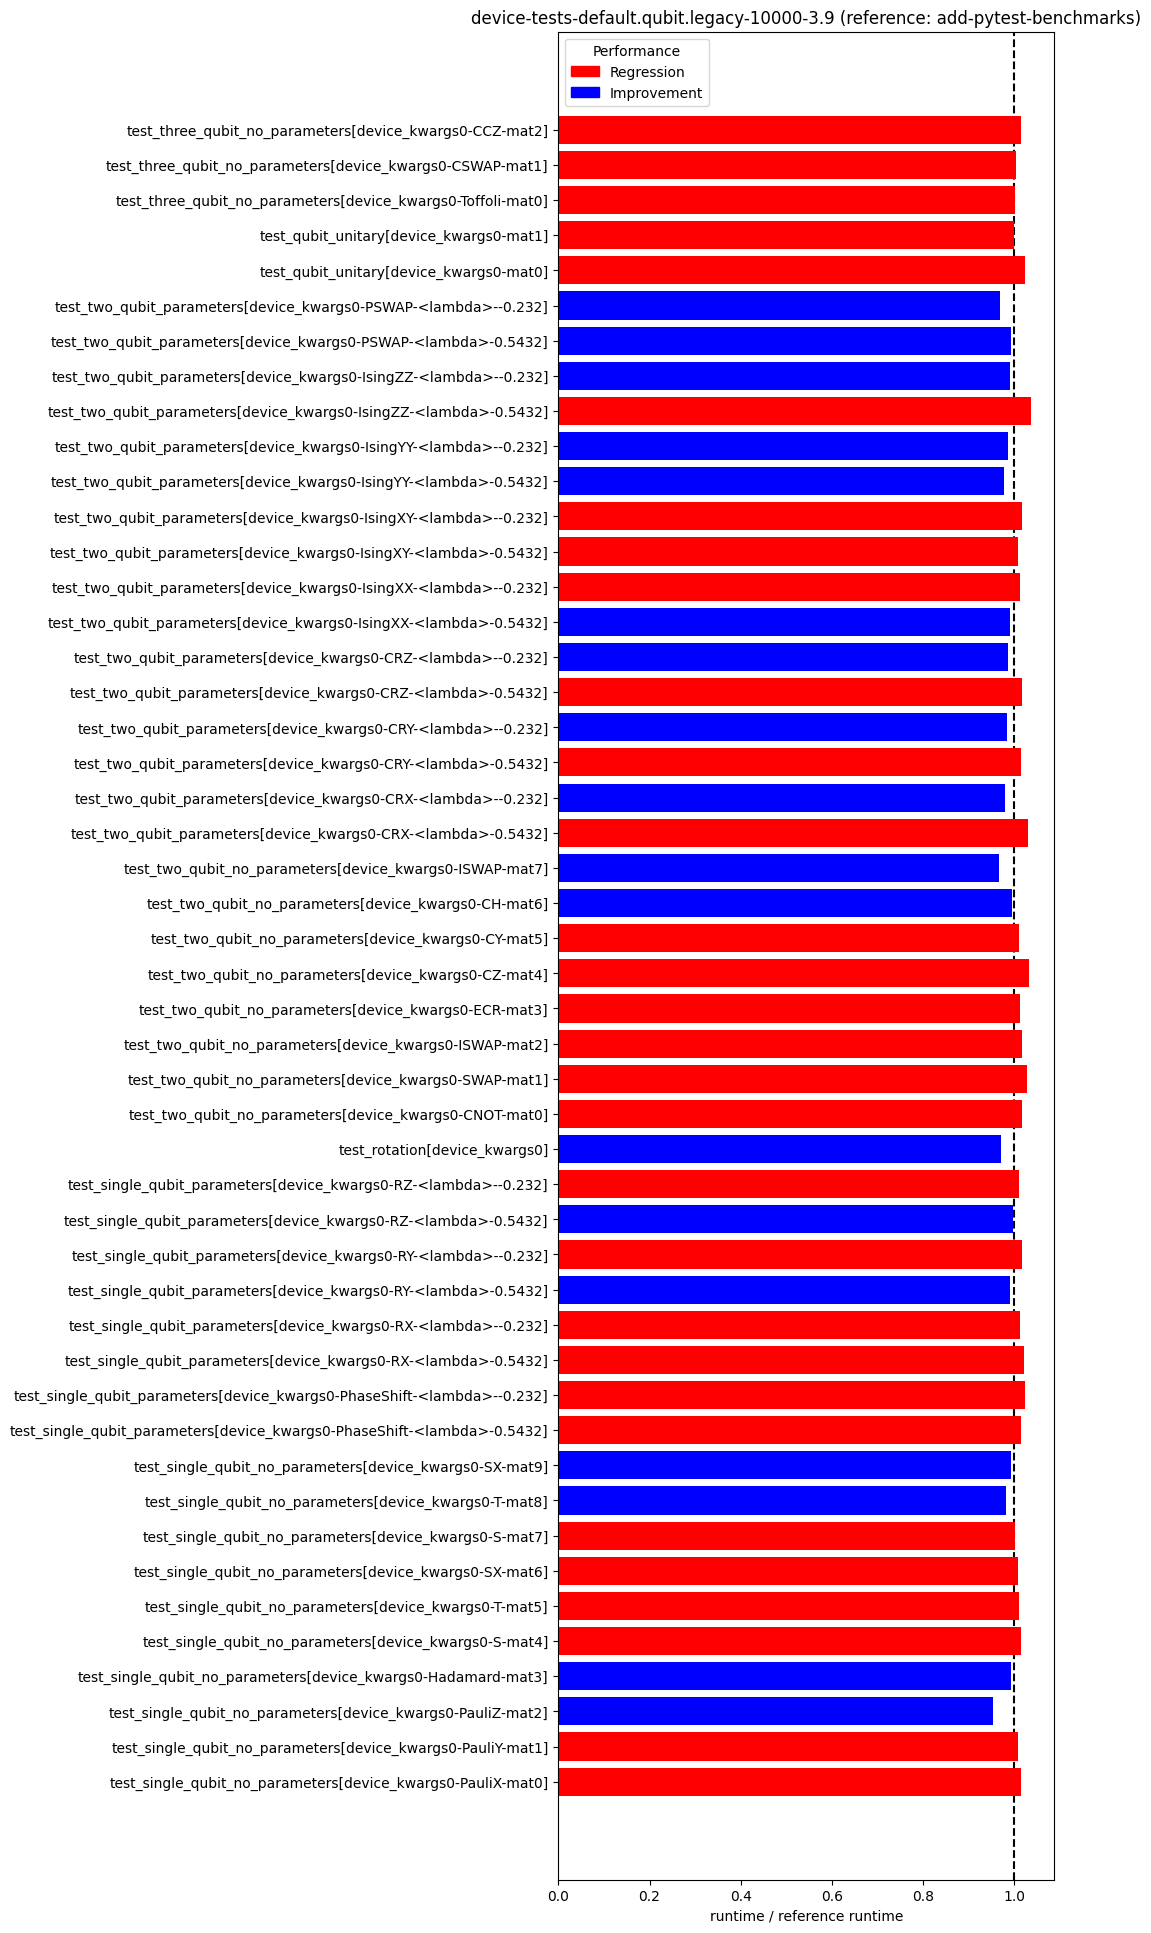 device-tests-default.qubit.legacy-10000-3.9 (reference: add-pytest-benchmarks)
Performance
Regression
Improvement
test_three_qubit_no_parameters[device_kwargs0-CCZ-mat2]
test_three_qubit_no_parameters[device_kwargs0-CSWAP-mat1]
test_three_qubit_no_parameters[device_kwargs0-Toffoli-mat0]
test_qubit_unitary[device_kwargs0-mat1]
test_qubit_unitary[device_kwargs0-mat0]
test_two_qubit_parameters[device_kwargs0-PSWAP-<lambda>--0.232]
test_two_qubit_parameters[device_kwargs0-PSWAP-<lambda>-0.5432]
test_two_qubit_parameters[device_kwargs0-IsingZZ-<lambda>--0.232]
test_two_qubit_parameters[device_kwargs0-IsingZZ-<lambda>-0.5432]
test_two_qubit_parameters[device_kwargs0-IsingYY-<lambda>--0.232]
test_two_qubit_parameters[device_kwargs0-IsingYY-<lambda>-0.5432]
test_two_qubit_parameters[device_kwargs0-IsingXY-<lambda>--0.232]
test_two_qubit_parameters[device_kwargs0-IsingXY-<lambda>-0.5432]
test_two_qubit_parameters[device_kwargs0-IsingXX-<lambda>--0.232]
test_two_qubit_parameters[device_kwargs0-IsingXX-<lambda>-0.5432]
test_two_qubit_parameters[device_kwargs0-CRZ-<lambda>--0.232]
test_two_qubit_parameters[device_kwargs0-CRZ-<lambda>-0.5432]
test_two_qubit_parameters[device_kwargs0-CRY-<lambda>--0.232]
test_two_qubit_parameters[device_kwargs0-CRY-<lambda>-0.5432]
test_two_qubit_parameters[device_kwargs0-CRX-<lambda>--0.232]
test_two_qubit_parameters[device_kwargs0-CRX-<lambda>-0.5432]
test_two_qubit_no_parameters[device_kwargs0-ISWAP-mat7]
test_two_qubit_no_parameters[device_kwargs0-CH-mat6]
test_two_qubit_no_parameters[device_kwargs0-CY-mat5]
test_two_qubit_no_parameters[device_kwargs0-CZ-mat4]
test_two_qubit_no_parameters[device_kwargs0-ECR-mat3]
test_two_qubit_no_parameters[device_kwargs0-ISWAP-mat2]
test_two_qubit_no_parameters[device_kwargs0-SWAP-mat1]
test_two_qubit_no_parameters[device_kwargs0-CNOT-mat0]
test_rotation[device_kwargs0]
test_single_qubit_parameters[device_kwargs0-RZ-<lambda>--0.232]
test_single_qubit_parameters[device_kwargs0-RZ-<lambda>-0.5432]
test_single_qubit_parameters[device_kwargs0-RY-<lambda>--0.232]
test_single_qubit_parameters[device_kwargs0-RY-<lambda>-0.5432]
test_single_qubit_parameters[device_kwargs0-RX-<lambda>--0.232]
test_single_qubit_parameters[device_kwargs0-RX-<lambda>-0.5432]
test_single_qubit_parameters[device_kwargs0-PhaseShift-<lambda>--0.232]
test_single_qubit_parameters[device_kwargs0-PhaseShift-<lambda>-0.5432]
test_single_qubit_no_parameters[device_kwargs0-SX-mat9]
test_single_qubit_no_parameters[device_kwargs0-T-mat8]
test_single_qubit_no_parameters[device_kwargs0-S-mat7]
test_single_qubit_no_parameters[device_kwargs0-SX-mat6]
test_single_qubit_no_parameters[device_kwargs0-T-mat5]
test_single_qubit_no_parameters[device_kwargs0-S-mat4]
test_single_qubit_no_parameters[device_kwargs0-Hadamard-mat3]
test_single_qubit_no_parameters[device_kwargs0-PauliZ-mat2]
test_single_qubit_no_parameters[device_kwargs0-PauliY-mat1]
test_single_qubit_no_parameters[device_kwargs0-PauliX-mat0]
0.0 0.2 0.4 0.6 0.8 1.0
runtime / reference runtime